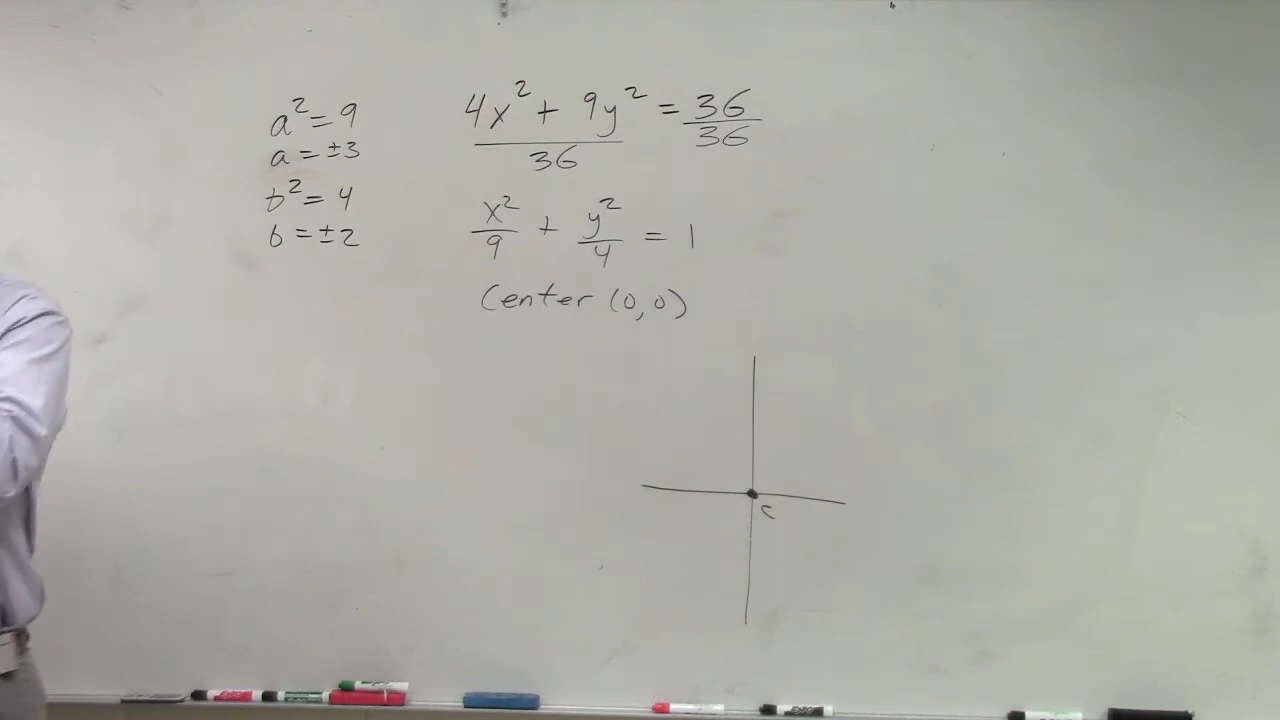 a² = 9
a = ±3
b² = 4
b = ±2
4x² + 9y² = 36
36 36
x² + y² = 1
9 4
Center (0,0)
C